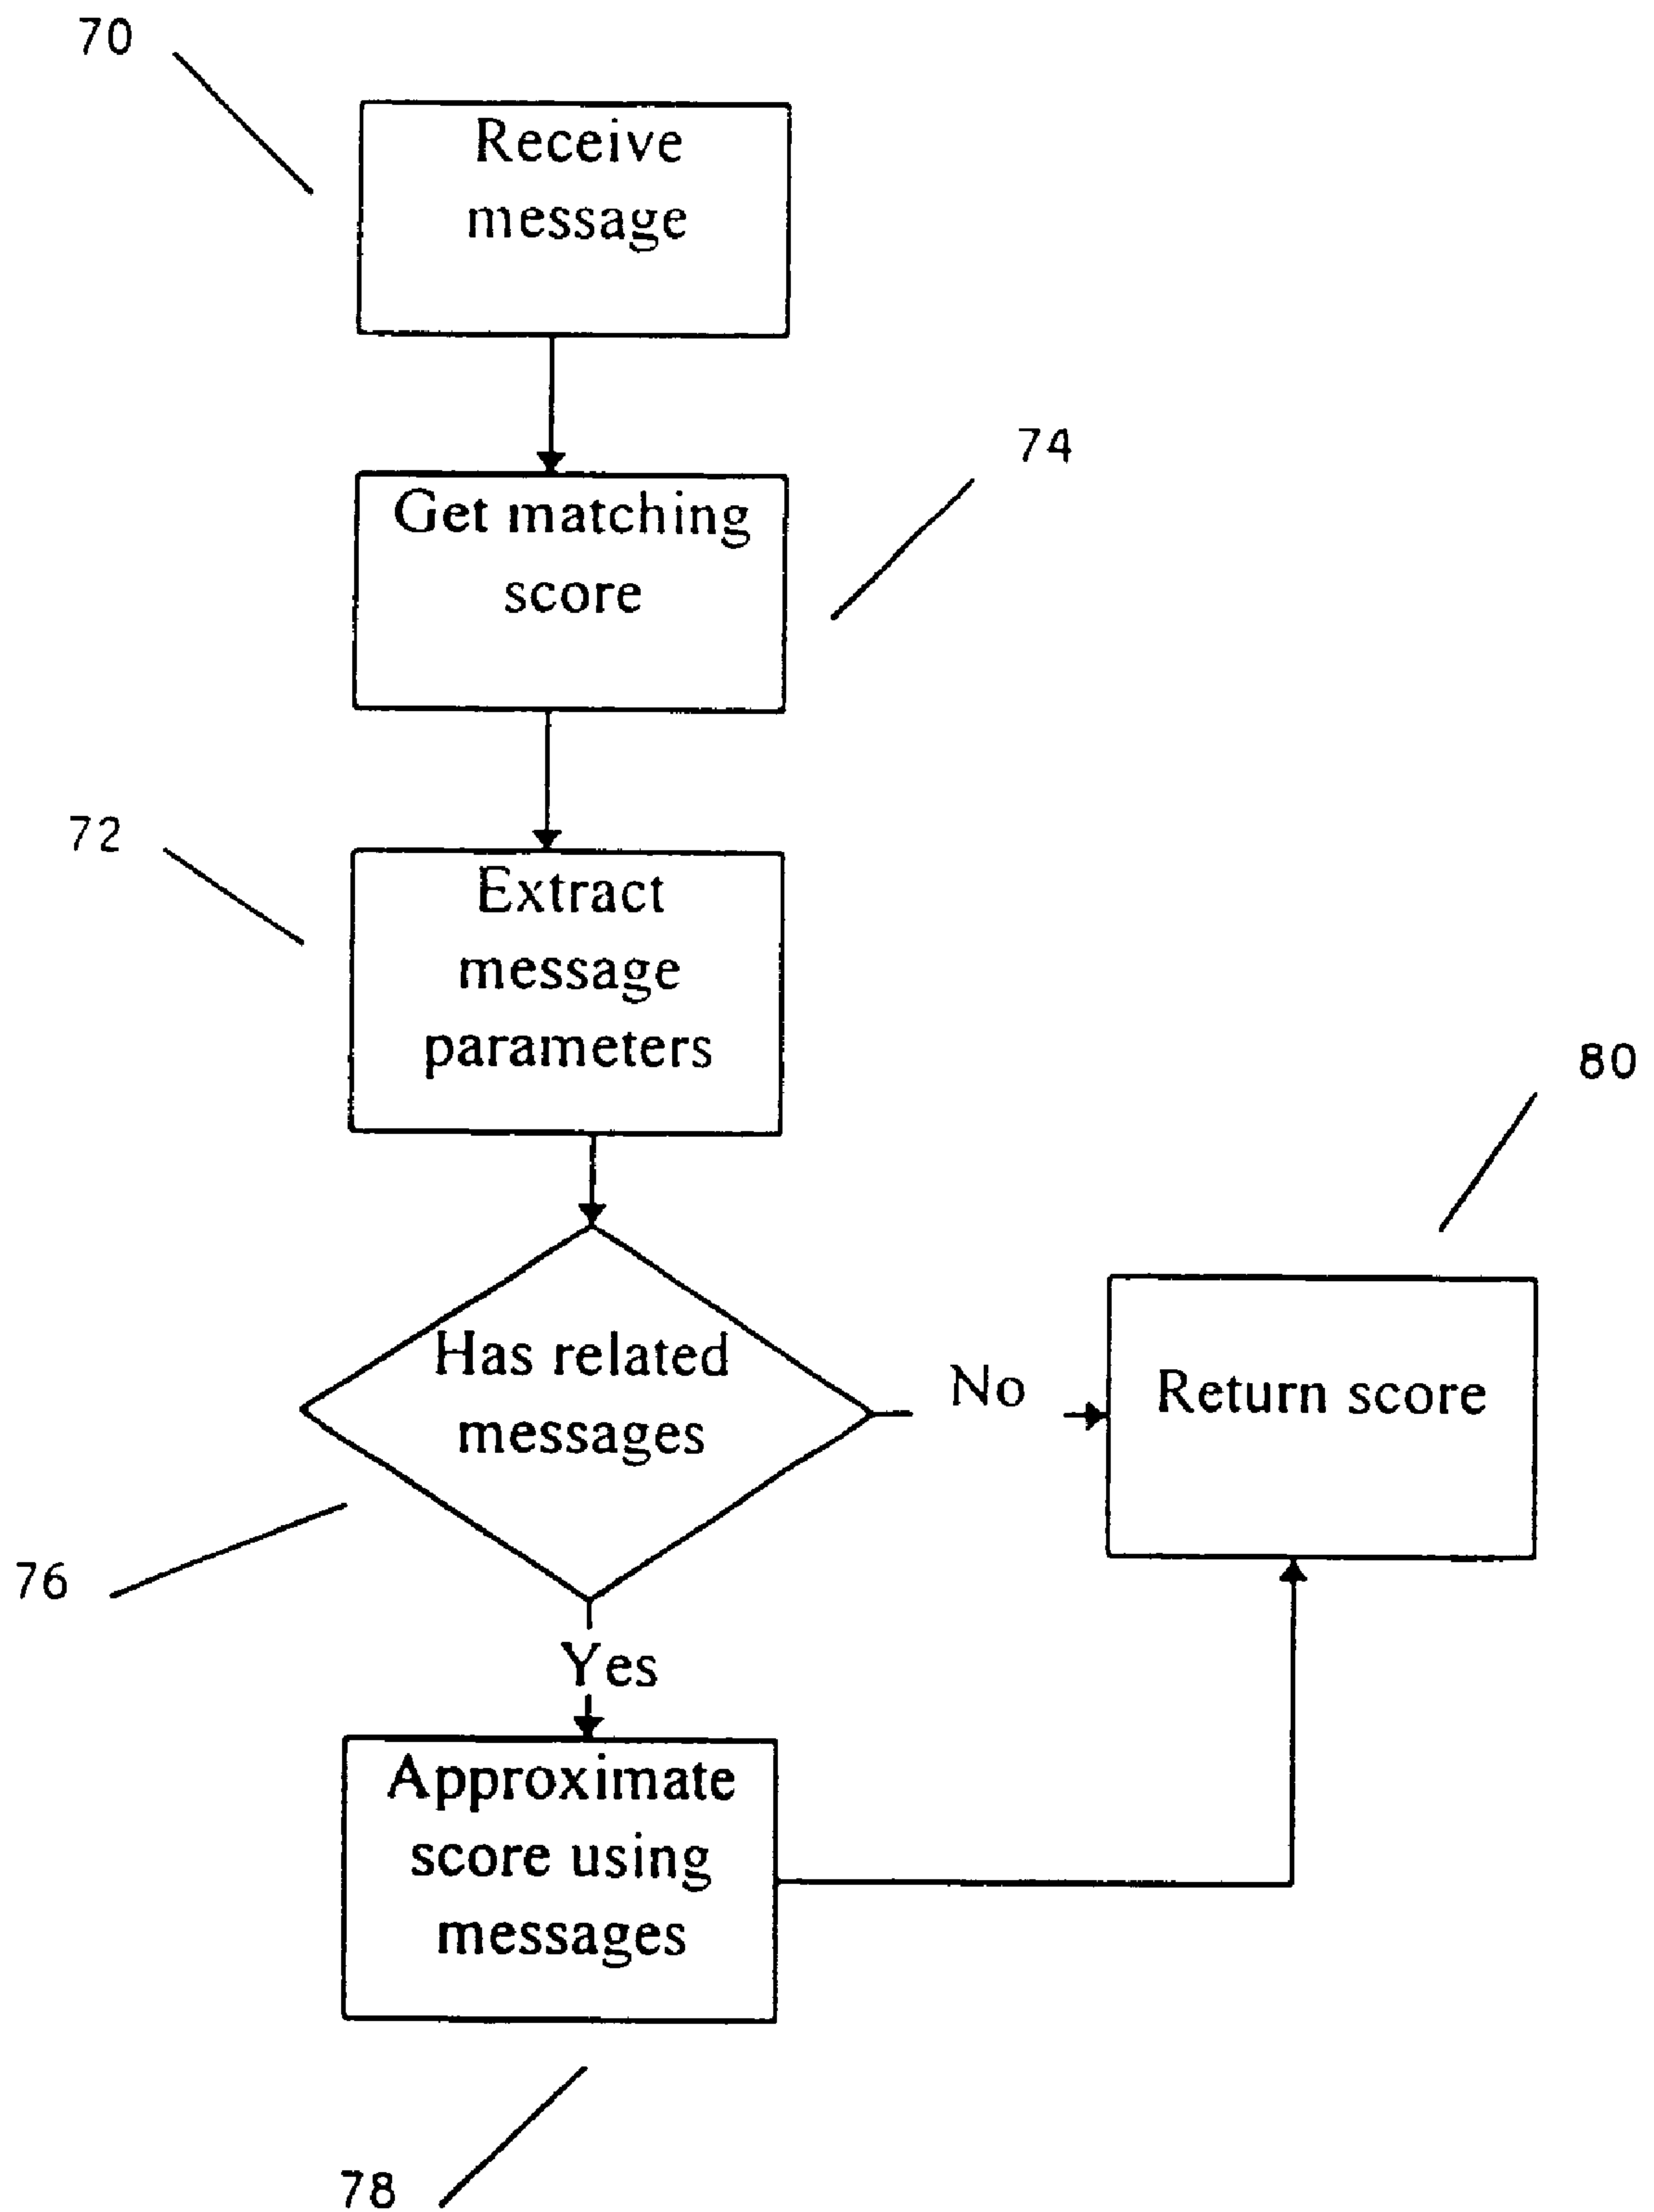 70
Receive
message
74
Get matching
score
72
Extract
message
parameters
80
Has related
messages
No
Return score
76
Yes
Approximate
score using
messages
78